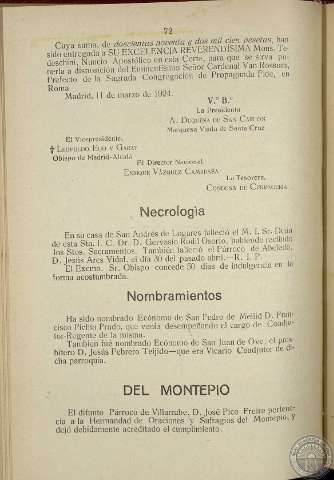 72
Cuya suma, de doscientas noventa a dos mil cien pesetas, han
sido entregada a SU EXCELENCIA REVERENDÍSIMA Mons. Te-
deschini, Nuncio Apostólico en esta Corte, para que se sirva po-
nerla a disposición del Eminentísimo Señor Cardenal Van Rossum,
Prefecto de la Sagrada Congregación de Propaganda Fide, en
Roma
Madrid, 11 de marzo de 1924.
V.º B.º
La Presidenta
A. DUQUESA DE SAN CARLOS
Marquesa Viuda de Santa Cruz
El Vicepresidente,
† LEOPOLDO EIJO Y GARAY
Obispo de Madrid-Alcalá
El Director Nacional,
ENRIQUE VÁZQUEZ CAMARASA
La Tesorera,
CONDESA DE
Necrología
En su casa de San Andrés de Lugares falleció el M. I. Sr. Deán
de esta Sta. I. C. Dr. D. Gervasio Osorio, habiendo recibido
los Stos. Sacramentos. También falleció el Párroco de Abeledo,
D. Jesús Ares Vidal, el día 30 del pasado abril.—R. I. P.
El Excmo. Sr. Obispo concede 50 días de indulgencia en la
forma acostumbrada.
Nombramientos
Ha sido nombrado Ecónomo de San Pedro de Mellid D. Fran-
cisco Prado, que venía desempeñando el cargo de Coadju-
tor-Regente de la misma.
También fué nombrado Ecónomo de San Juan de Ove, el pres-
bítero D. Jesús Febrero Teijido—que era Vicario Coadjutor de di-
cha parroquia.
DEL MONTEPIO
El difunto Párroco de Villarrube, D. José Pico Freire pertene-
cía a la Hermandad de Oraciones y Sufragios del Montepío, y
dejó debidamente acreditado el cumplimiento.